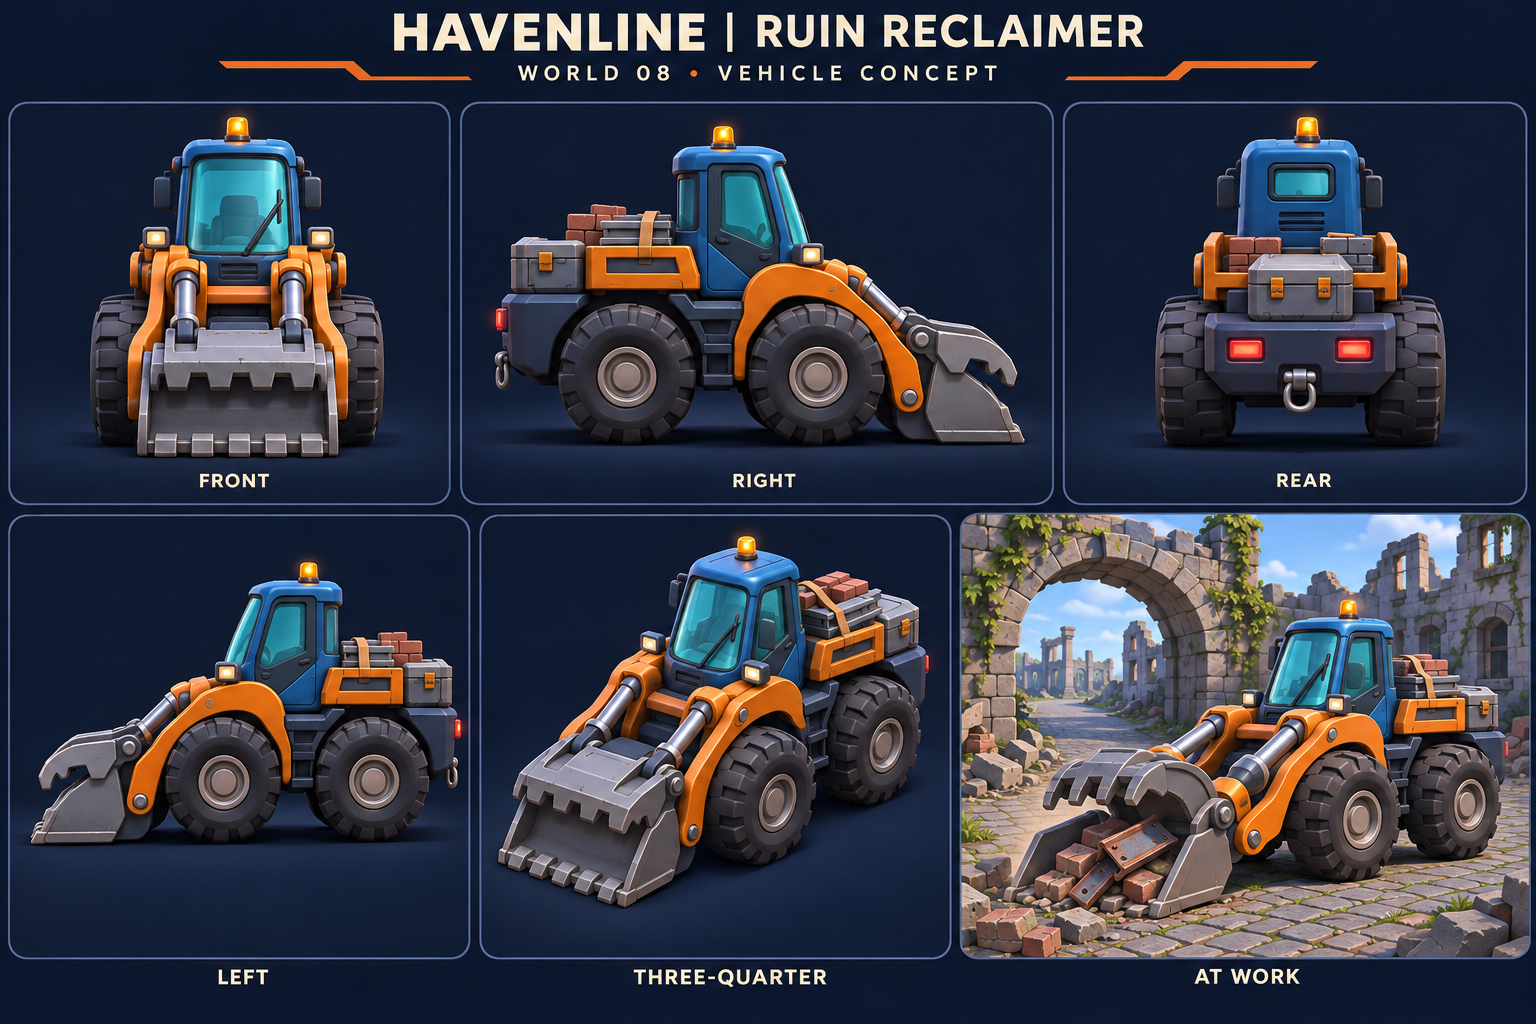 HAVENLINE | RUIN RECLAIMER
WORLD 08 • VEHICLE CONCEPT
FRONT
RIGHT
REAR
LEFT
THREE-QUARTER
AT WORK